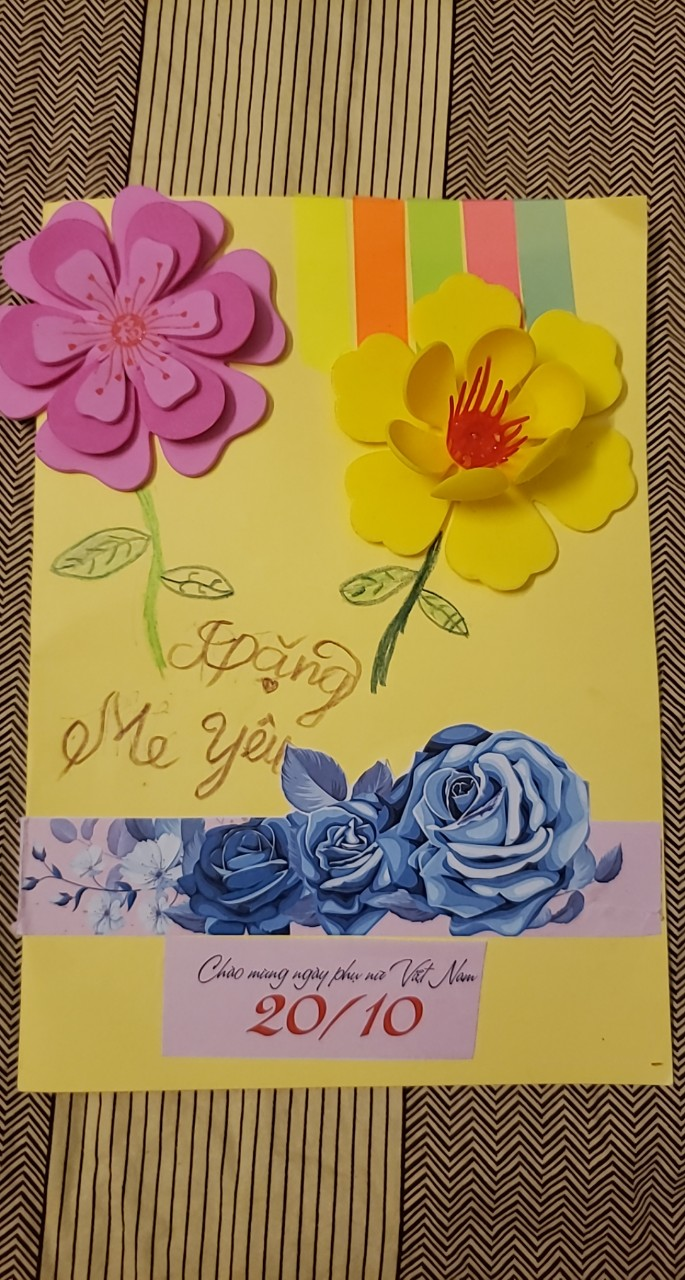 Tặng
Mẹ Yêu
Chào mừng ngày phụ nữ Việt Nam
20/10